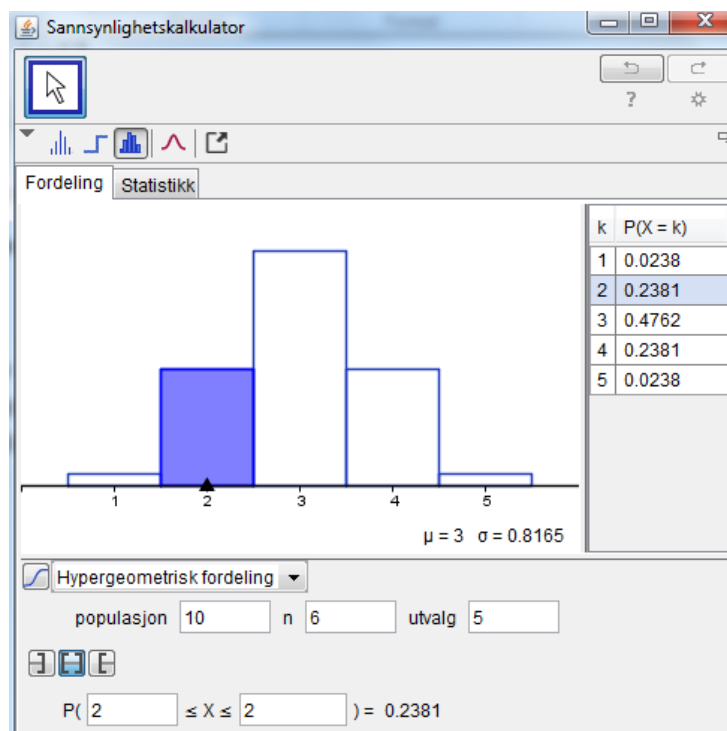 Sannsynlighetskalkulator
?
Fordeling Statistikk
k P(X = k)
1 0.0238
2 0.2381
3 0.4762
4 0.2381
5 0.0238
1 2 3 4 5
μ = 3 σ = 0.8165
Hypergeometrisk fordeling
populasjon 10 n 6 utvalg 5
P( 2 ≤ X ≤ 2 ) = 0.2381